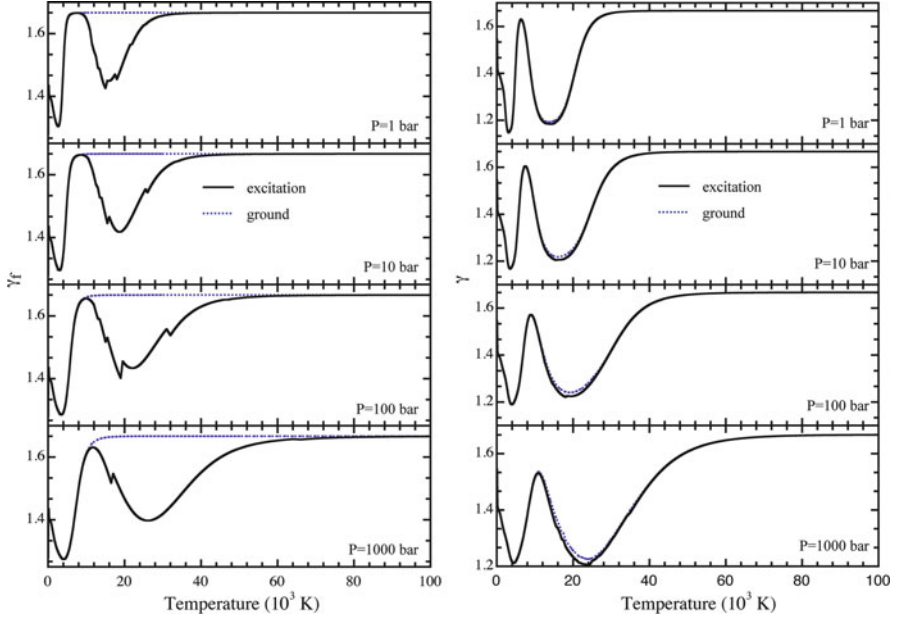 1.6
1.4
P=1 bar
1.6
1.4
excitation
ground
P=10 bar
γf
1.6
1.4
P=100 bar
1.6
1.4
P=1000 bar
0 20 40 60 80 100
Temperature (10³ K)
1.6
1.4
1.2
P=1 bar
1.6
1.4
1.2
excitation
ground
P=10 bar
γ
1.6
1.4
1.2
P=100 bar
1.6
1.4
1.2
P=1000 bar
0 20 40 60 80 100
Temperature (10³ K)